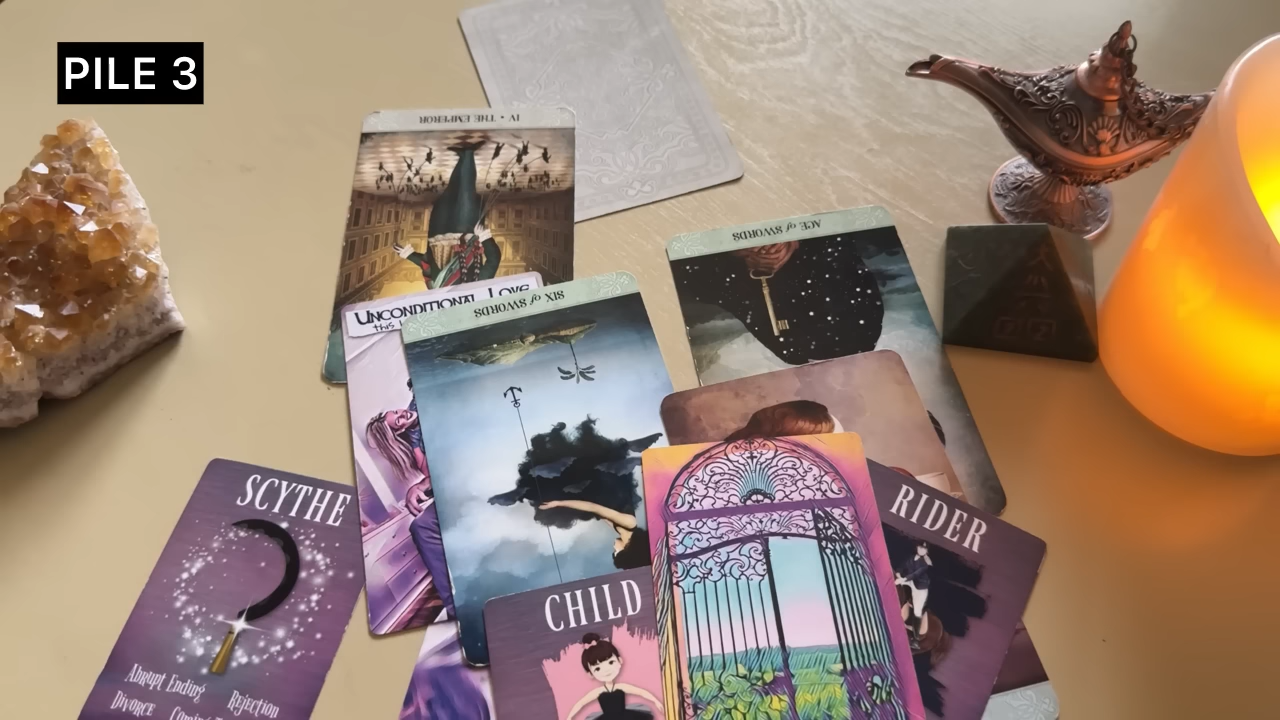 PILE 3
IV • THE EMPEROR
ACE of SWORDS
UNCONDITIONAL LOVE
this
SIX of SWORDS
SCYTHE
RIDER
CHILD
ABRUPT ENDING
REJECTION
DIVORCE